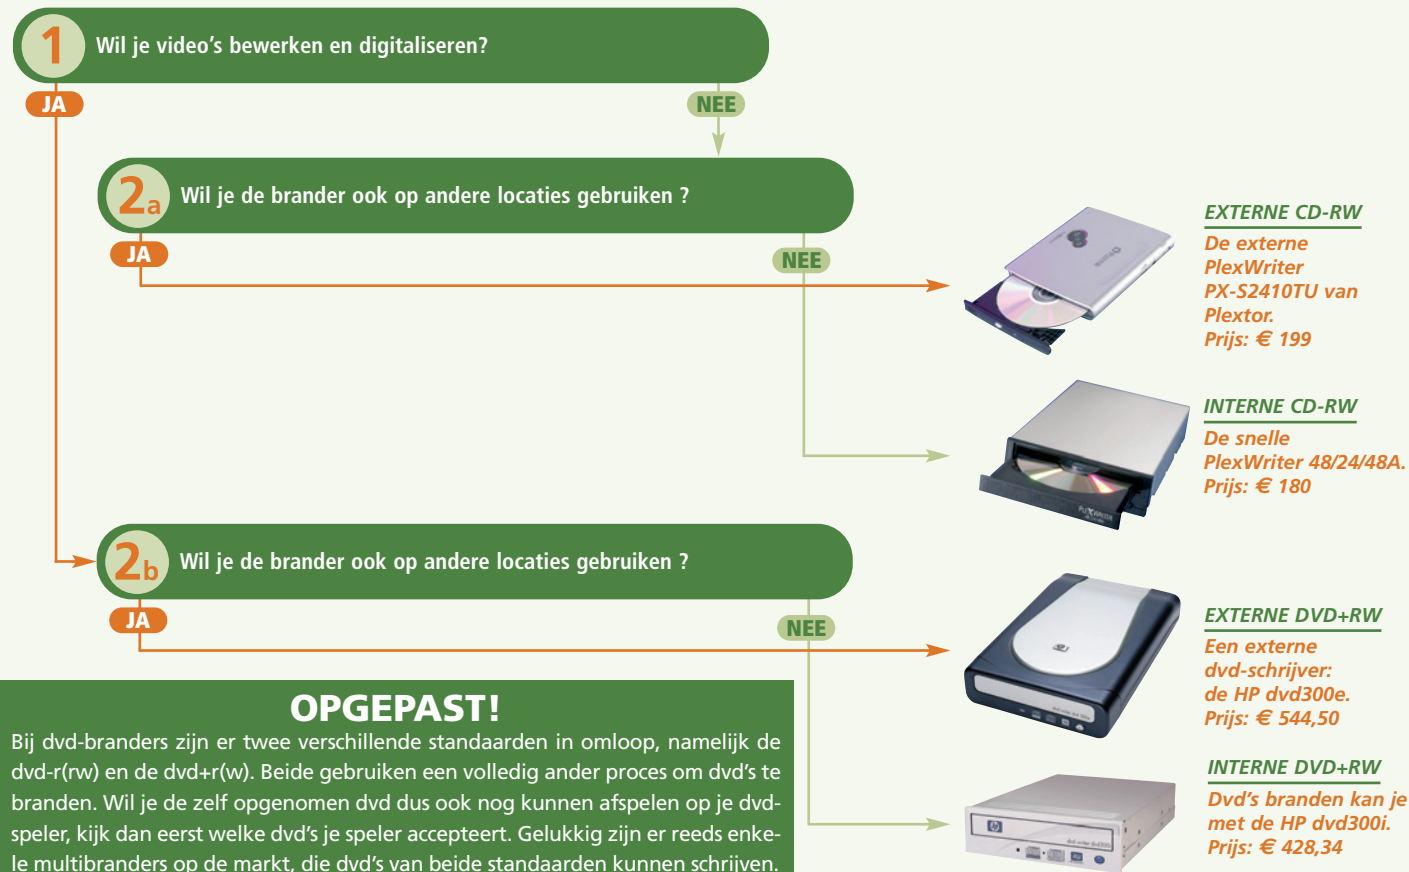 1 Wil je video's bewerken en digitaliseren?
JA
NEE
2a Wil je de brander ook op andere locaties gebruiken ?
JA
NEE
EXTERNE CD-RW
De externe
PlexWriter
PX-S2410TU van
Plextor.
Prijs: € 199
INTERNE CD-RW
De snelle
PlexWriter 48/24/48A.
Prijs: € 180
2b Wil je de brander ook op andere locaties gebruiken ?
JA
NEE
EXTERNE DVD+RW
Een externe
dvd-schrijver:
de HP dvd300e.
Prijs: € 544,50
INTERNE DVD+RW
Dvd's branden kan je
met de HP dvd300i.
Prijs: € 428,34
OPGEPAST!
Bij dvd-branders zijn er twee verschillende standaarden in omloop, namelijk de
dvd-r(rw) en de dvd+r(w). Beide gebruiken een volledig ander proces om dvd's te
branden. Wil je de zelf opgenomen dvd dus ook nog kunnen afspelen op je dvd-
speler, kijk dan eerst welke dvd's je speler accepteert. Gelukkig zijn er reeds enke-
le multibranders op de markt, die dvd's van beide standaarden kunnen schrijven.
PLEXWRITER
hp